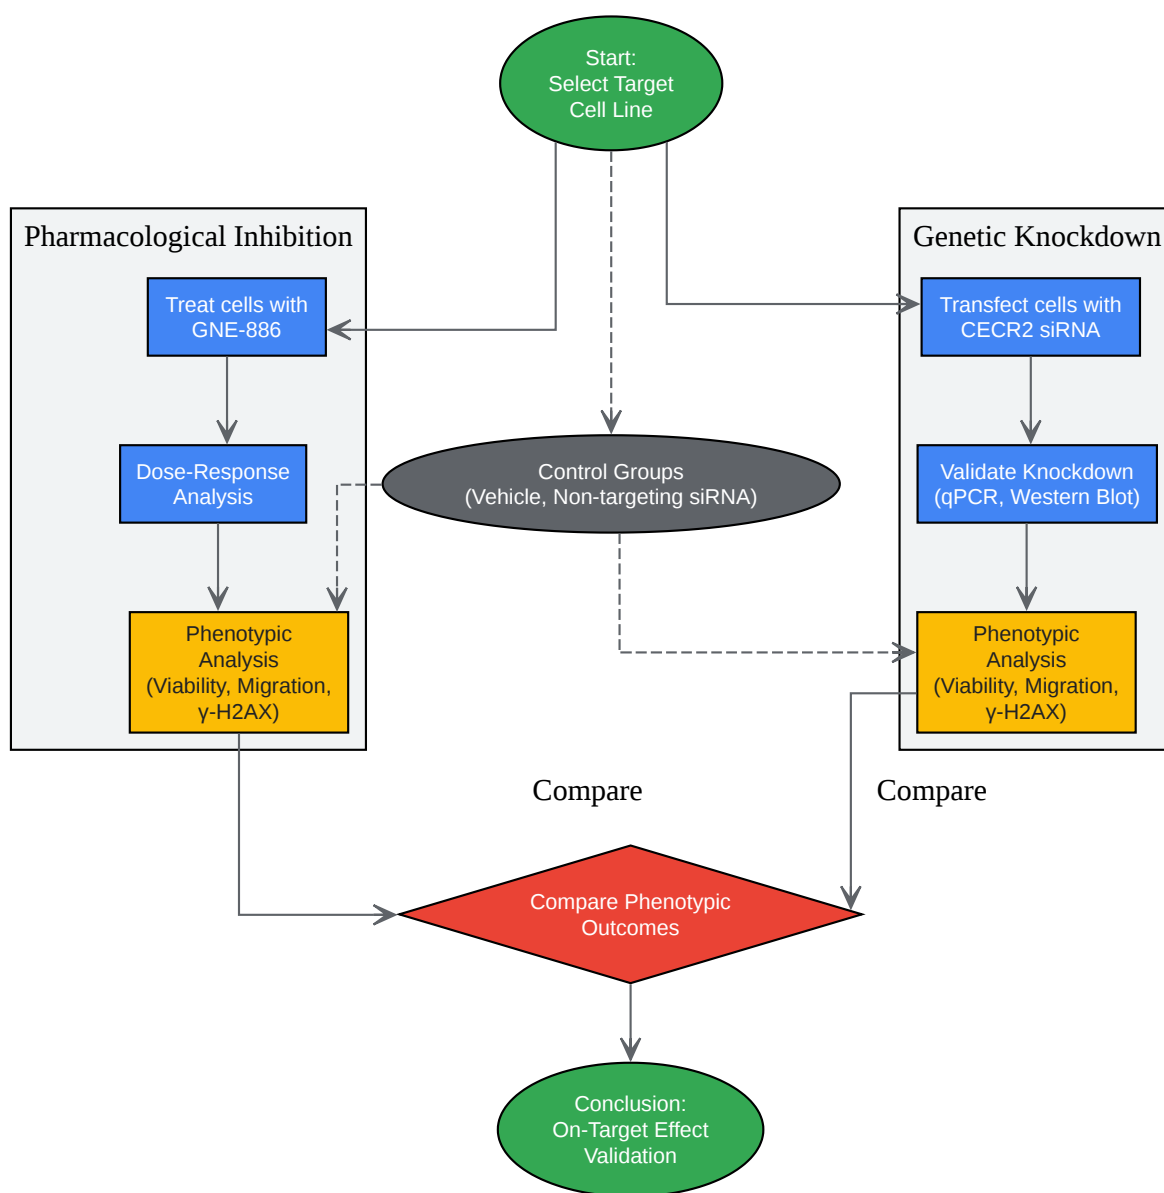 Start:
Select Target
Cell Line
Pharmacological Inhibition
Genetic Knockdown
Treat cells with
GNE-886
Transfect cells with
CECR2 siRNA
Dose-Response
Analysis
Control Groups
(Vehicle, Non-targeting siRNA)
Validate Knockdown
(qPCR, Western Blot)
Phenotypic
Analysis
(Viability, Migration,
γ-H2AX)
Phenotypic
Analysis
(Viability, Migration,
γ-H2AX)
Compare
Compare
Compare Phenotypic
Outcomes
Conclusion:
On-Target Effect
Validation